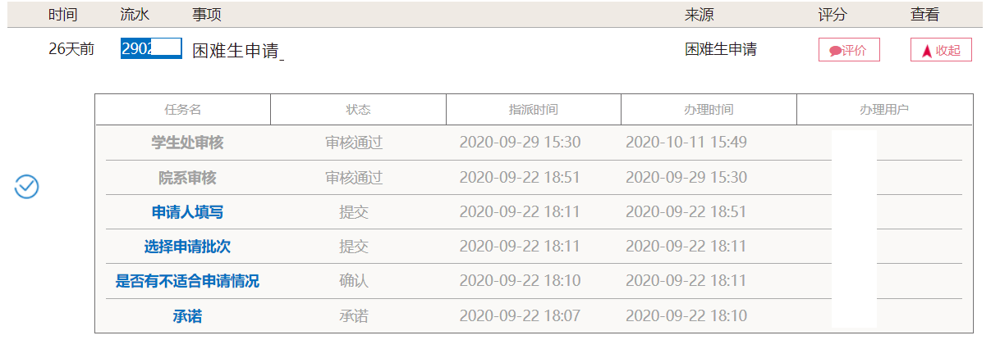 时间 流水 事项 来源 评分 查看
26天前 2902 困难生申请_ 困难生申请 评价 收起
任务名 状态 指派时间 办理时间 办理用户
学生处审核 审核通过 2020-09-29 15:30 2020-10-11 15:49
院系审核 审核通过 2020-09-22 18:51 2020-09-29 15:30
申请人填写 提交 2020-09-22 18:11 2020-09-22 18:51
选择申请批次 提交 2020-09-22 18:11 2020-09-22 18:11
是否有不适合申请情况 确认 2020-09-22 18:10 2020-09-22 18:11
承诺 承诺 2020-09-22 18:07 2020-09-22 18:10